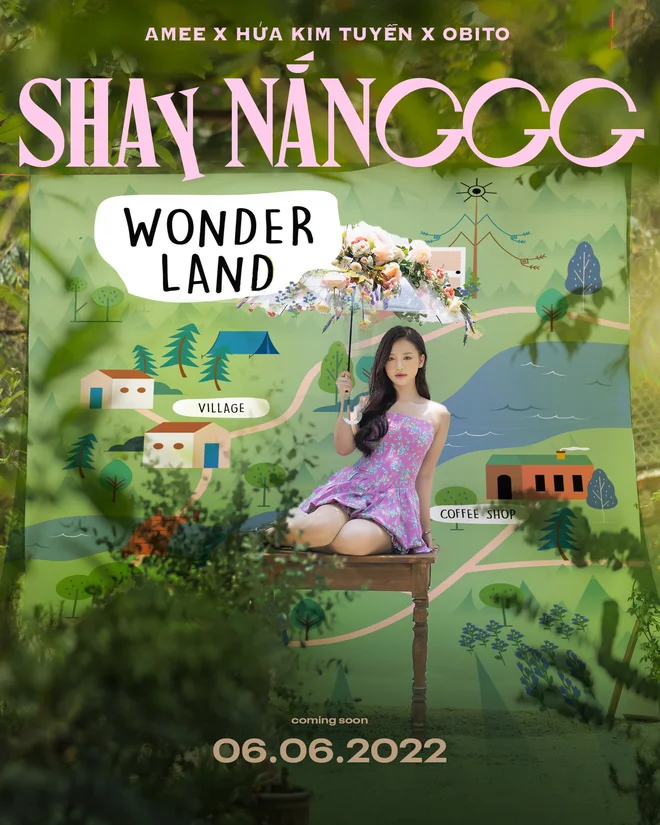 AMEE X HỨA KIM TUYỀN X OBITO
SHAY NẮNGGG
WONDER
LAND
VILLAGE
COFFEE SHOP
coming soon
06.06.2022